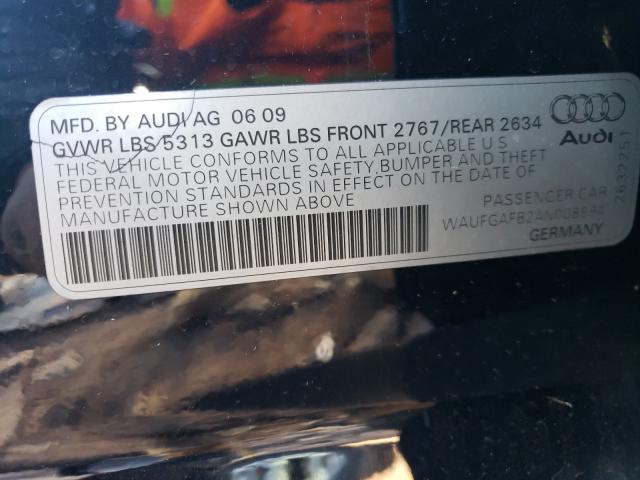 MFD. BY AUDI AG 06 09
GVWR LBS/5313 GAWR LBS FRONT 2767/REAR 2634
THIS VEHICLE CONFORMS TO ALL APPLICABLE U S
FEDERAL MOTOR VEHICLE SAFETY,BUMPER AND THEFT
PREVENTION STANDARDS IN EFFECT ON THE DATE OF
MANUFACTURE SHOWN ABOVE
Audi
PASSENGER CAR
GERMANY
2632251